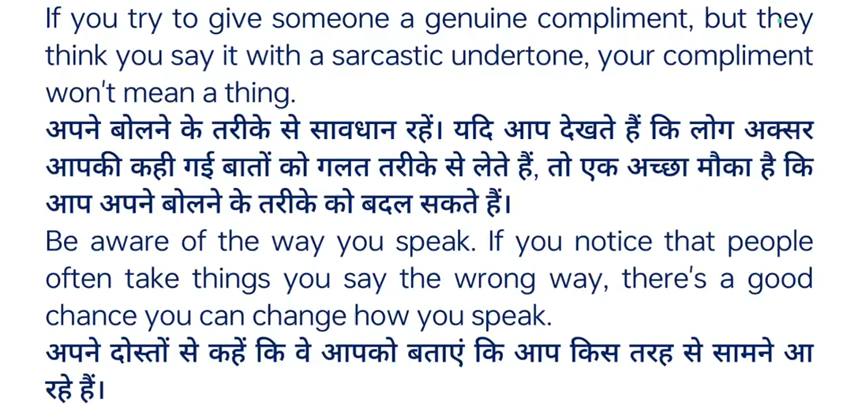 If you try to give someone a genuine compliment, but they
think you say it with a sarcastic undertone, your compliment
won't mean a thing.
अपने बोलने के तरीके से सावधान रहें। यदि आप देखते हैं कि लोग अक्सर
आपकी कही गई बातों को गलत तरीके से लेते हैं, तो एक अच्छा मौका है कि
आप अपने बोलने के तरीके को बदल सकते हैं।
Be aware of the way you speak. If you notice that people
often take things you say the wrong way, there's a good
chance you can change how you speak.
अपने दोस्तों से कहें कि वे आपको बताएं कि आप किस तरह से सामने आ
रहे हैं।